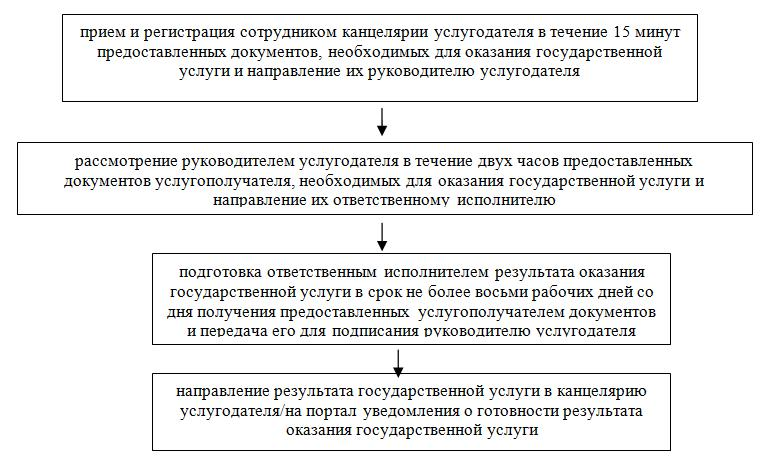 прием и регистрация сотрудником канцелярии услугодателя в течение 15 минут
предоставленных документов, необходимых для оказания государственной
услуги и направление их руководителю услугодателя
рассмотрение руководителем услугодателя в течение двух часов предоставленных
документов услугополучателя, необходимых для оказания государственной услуги и
направление их ответственному исполнителю
подготовка ответственным исполнителем результата оказания
государственной услуги в срок не более восьми рабочих дней со
дня получения предоставленных услугополучателем документов
и передача его для подписания руководителю услугодателя
направление результата государственной услуги в канцелярию
услугодателя/на портал уведомления о готовности результата
оказания государственной услуги